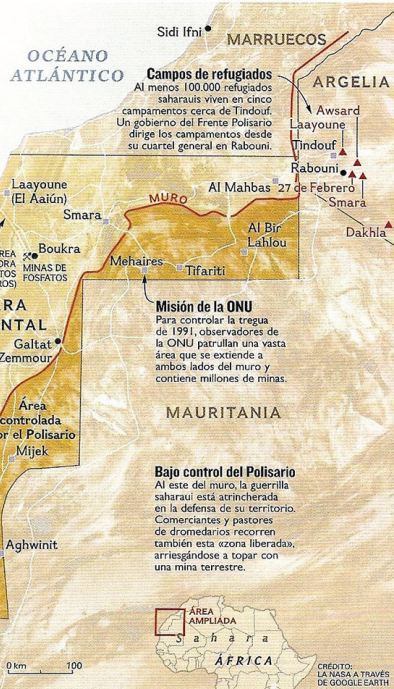 Sidi Ifni
MARRUECOS
OCÉANO
ATLÁNTICO
Campos de refugiados
Al menos 100.000 refugiados
saharauis viven en cinco
campamentos cerca de Tindouf.
Un gobierno del Frente Polisario
dirige los campamentos desde
su cuartel general en Rabouni.
ARGELIA
Awsard
Laayoune
Tindouf
Rabouni
27 de Febrero
Smara
Dakhla
Al Mahbas
MURO
Laayoune
(El Aaiún)
Smara
Al Bir
Lahlou
Boukra
MINAS DE
FOSFATOS
Mehaires
Tifariti
Misión de la ONU
Para controlar la tregua
de 1991, observadores de
la ONU patrullan una vasta
área que se extiende a
ambos lados del muro y
contiene millones de minas.
RA
NTAL
Galtat
Zemmour
MAURITANIA
Área
controlada
or el Polisario
Mijek
Bajo control del Polisario
Al este del muro, la guerrilla
saharaui está atrincherada
en la defensa de su territorio.
Comerciantes y pastores
de dromedarios recorren
también esta «zona liberada»,
arriesgándose a topar con
una mina terrestre.
Aghwinit
ÁREA
AMPLIADA
Sahara
ÁFRICA
0 km 100
CRÉDITO:
LA NASA A TRAVÉS
DE GOOGLE EARTH